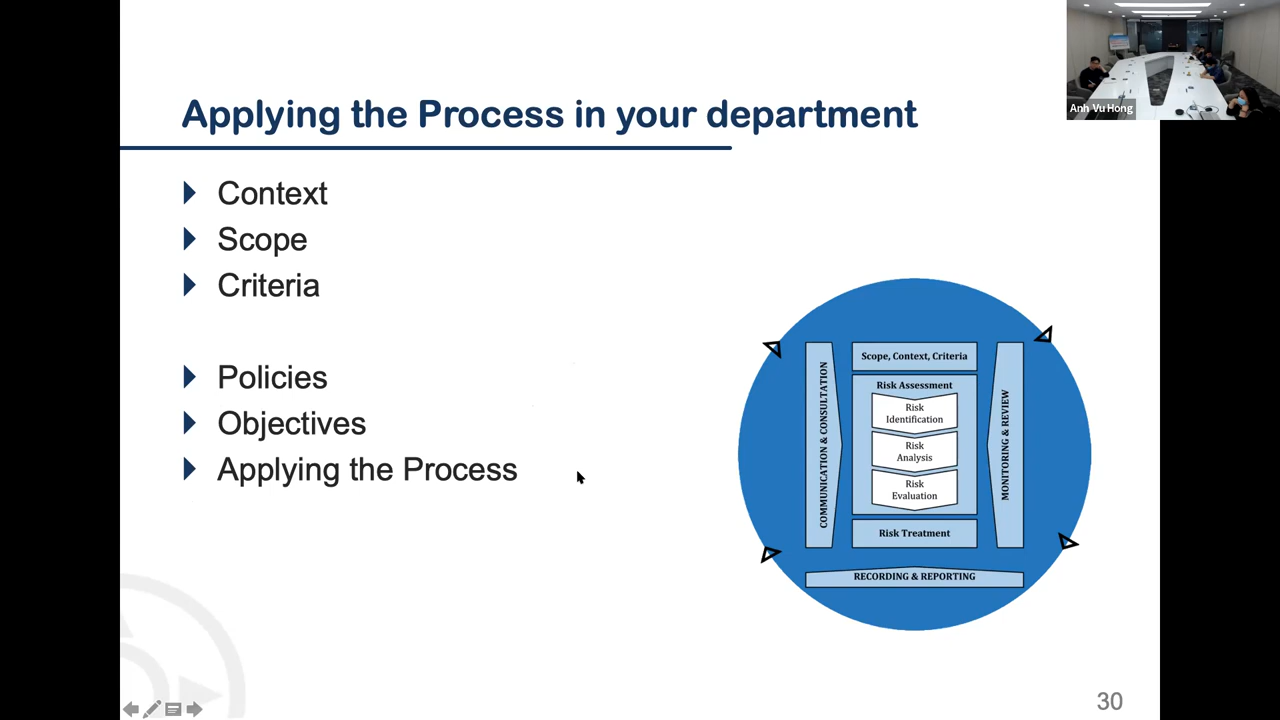 Applying the Process in your department
Anh Vu Hong
Context
Scope
Criteria
Policies
Objectives
Applying the Process
Scope, Context, Criteria
Risk Assessment
Risk
Identification
Risk
Analysis
Risk
Evaluation
Risk Treatment
COMMUNICATION & CONSULTATION
MONITORING & REVIEW
RECORDING & REPORTING
30